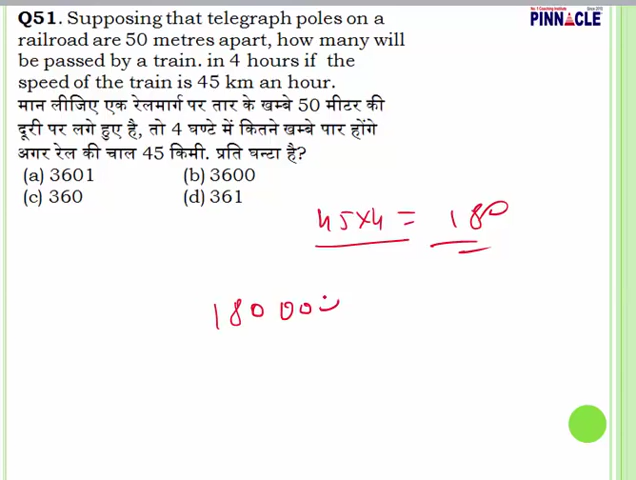 Q51. Supposing that telegraph poles on a
railroad are 50 metres apart, how many will
be passed by a train. in 4 hours if the
speed of the train is 45 km an hour.
मान लीजिए एक रेलमार्ग पर तार के खम्बे 50 मीटर की
दूरी पर लगे हुए है, तो 4 घण्टे में कितने खम्बे पार होंगे
अगर रेल की चाल 45 किमी. प्रति घन्टा है?
(a) 3601 (b) 3600
(c) 360 (d) 361
45×4 = 180
180 000
PINNACLE